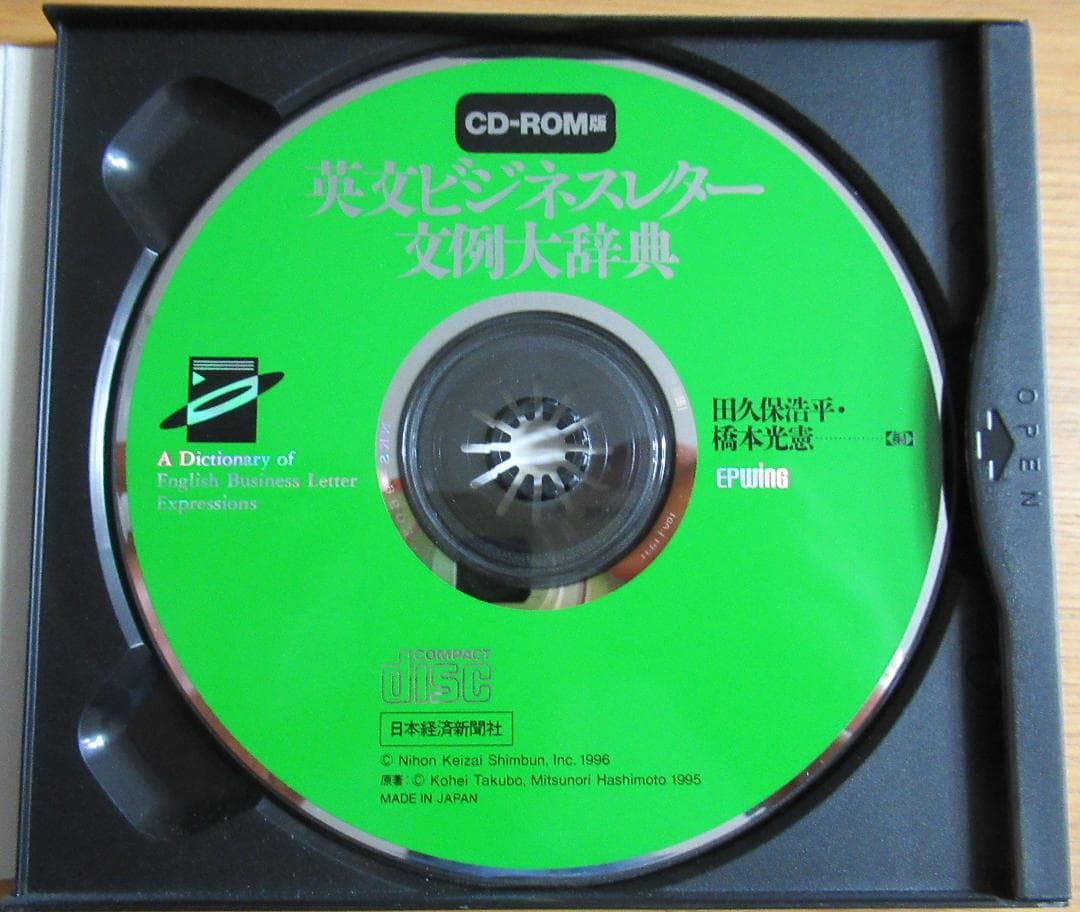 CD-ROM版
英文ビジネスレター
文例大辞典
A Dictionary of
English Business Letter
Expressions
田久保浩平・
橋本光憲…………【編】
EPWING
OPEN
COMPACT
disc
日本経済新聞社
© Nihon Keizai Shimbun, Inc. 1996
原著:© Kohei Takubo, Mitsunori Hashimoto 1995
MADE IN JAPAN